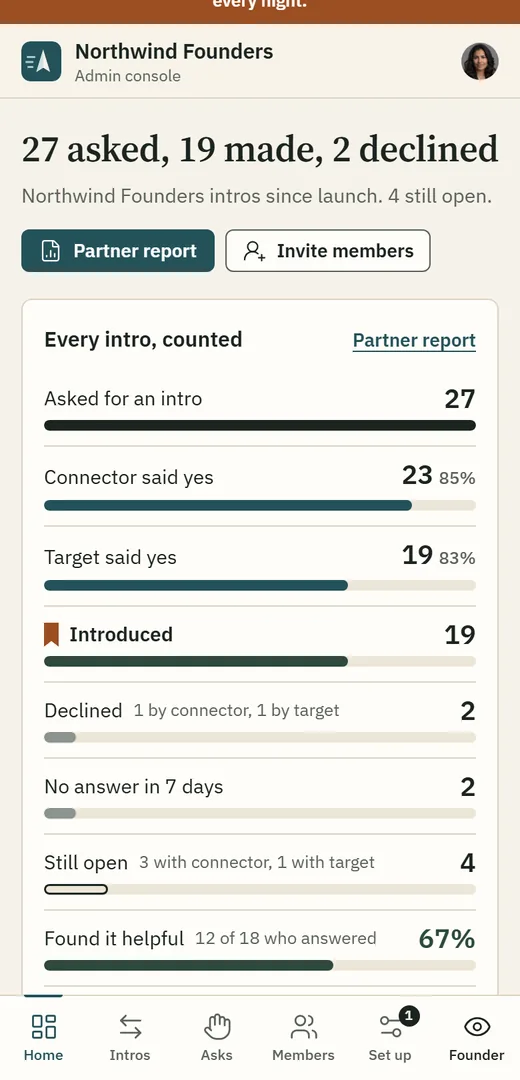 every night.
Northwind Founders
Admin console
27 asked, 19 made, 2 declined
Northwind Founders intros since launch. 4 still open.
Partner report
Invite members
Every intro, counted
Partner report
Asked for an intro 27
Connector said yes 23 85%
Target said yes 19 83%
Introduced 19
Declined 1 by connector, 1 by target 2
No answer in 7 days 2
Still open 3 with connector, 1 with target 4
Found it helpful 12 of 18 who answered 67%
1
Home Intros Asks Members Set up Founder